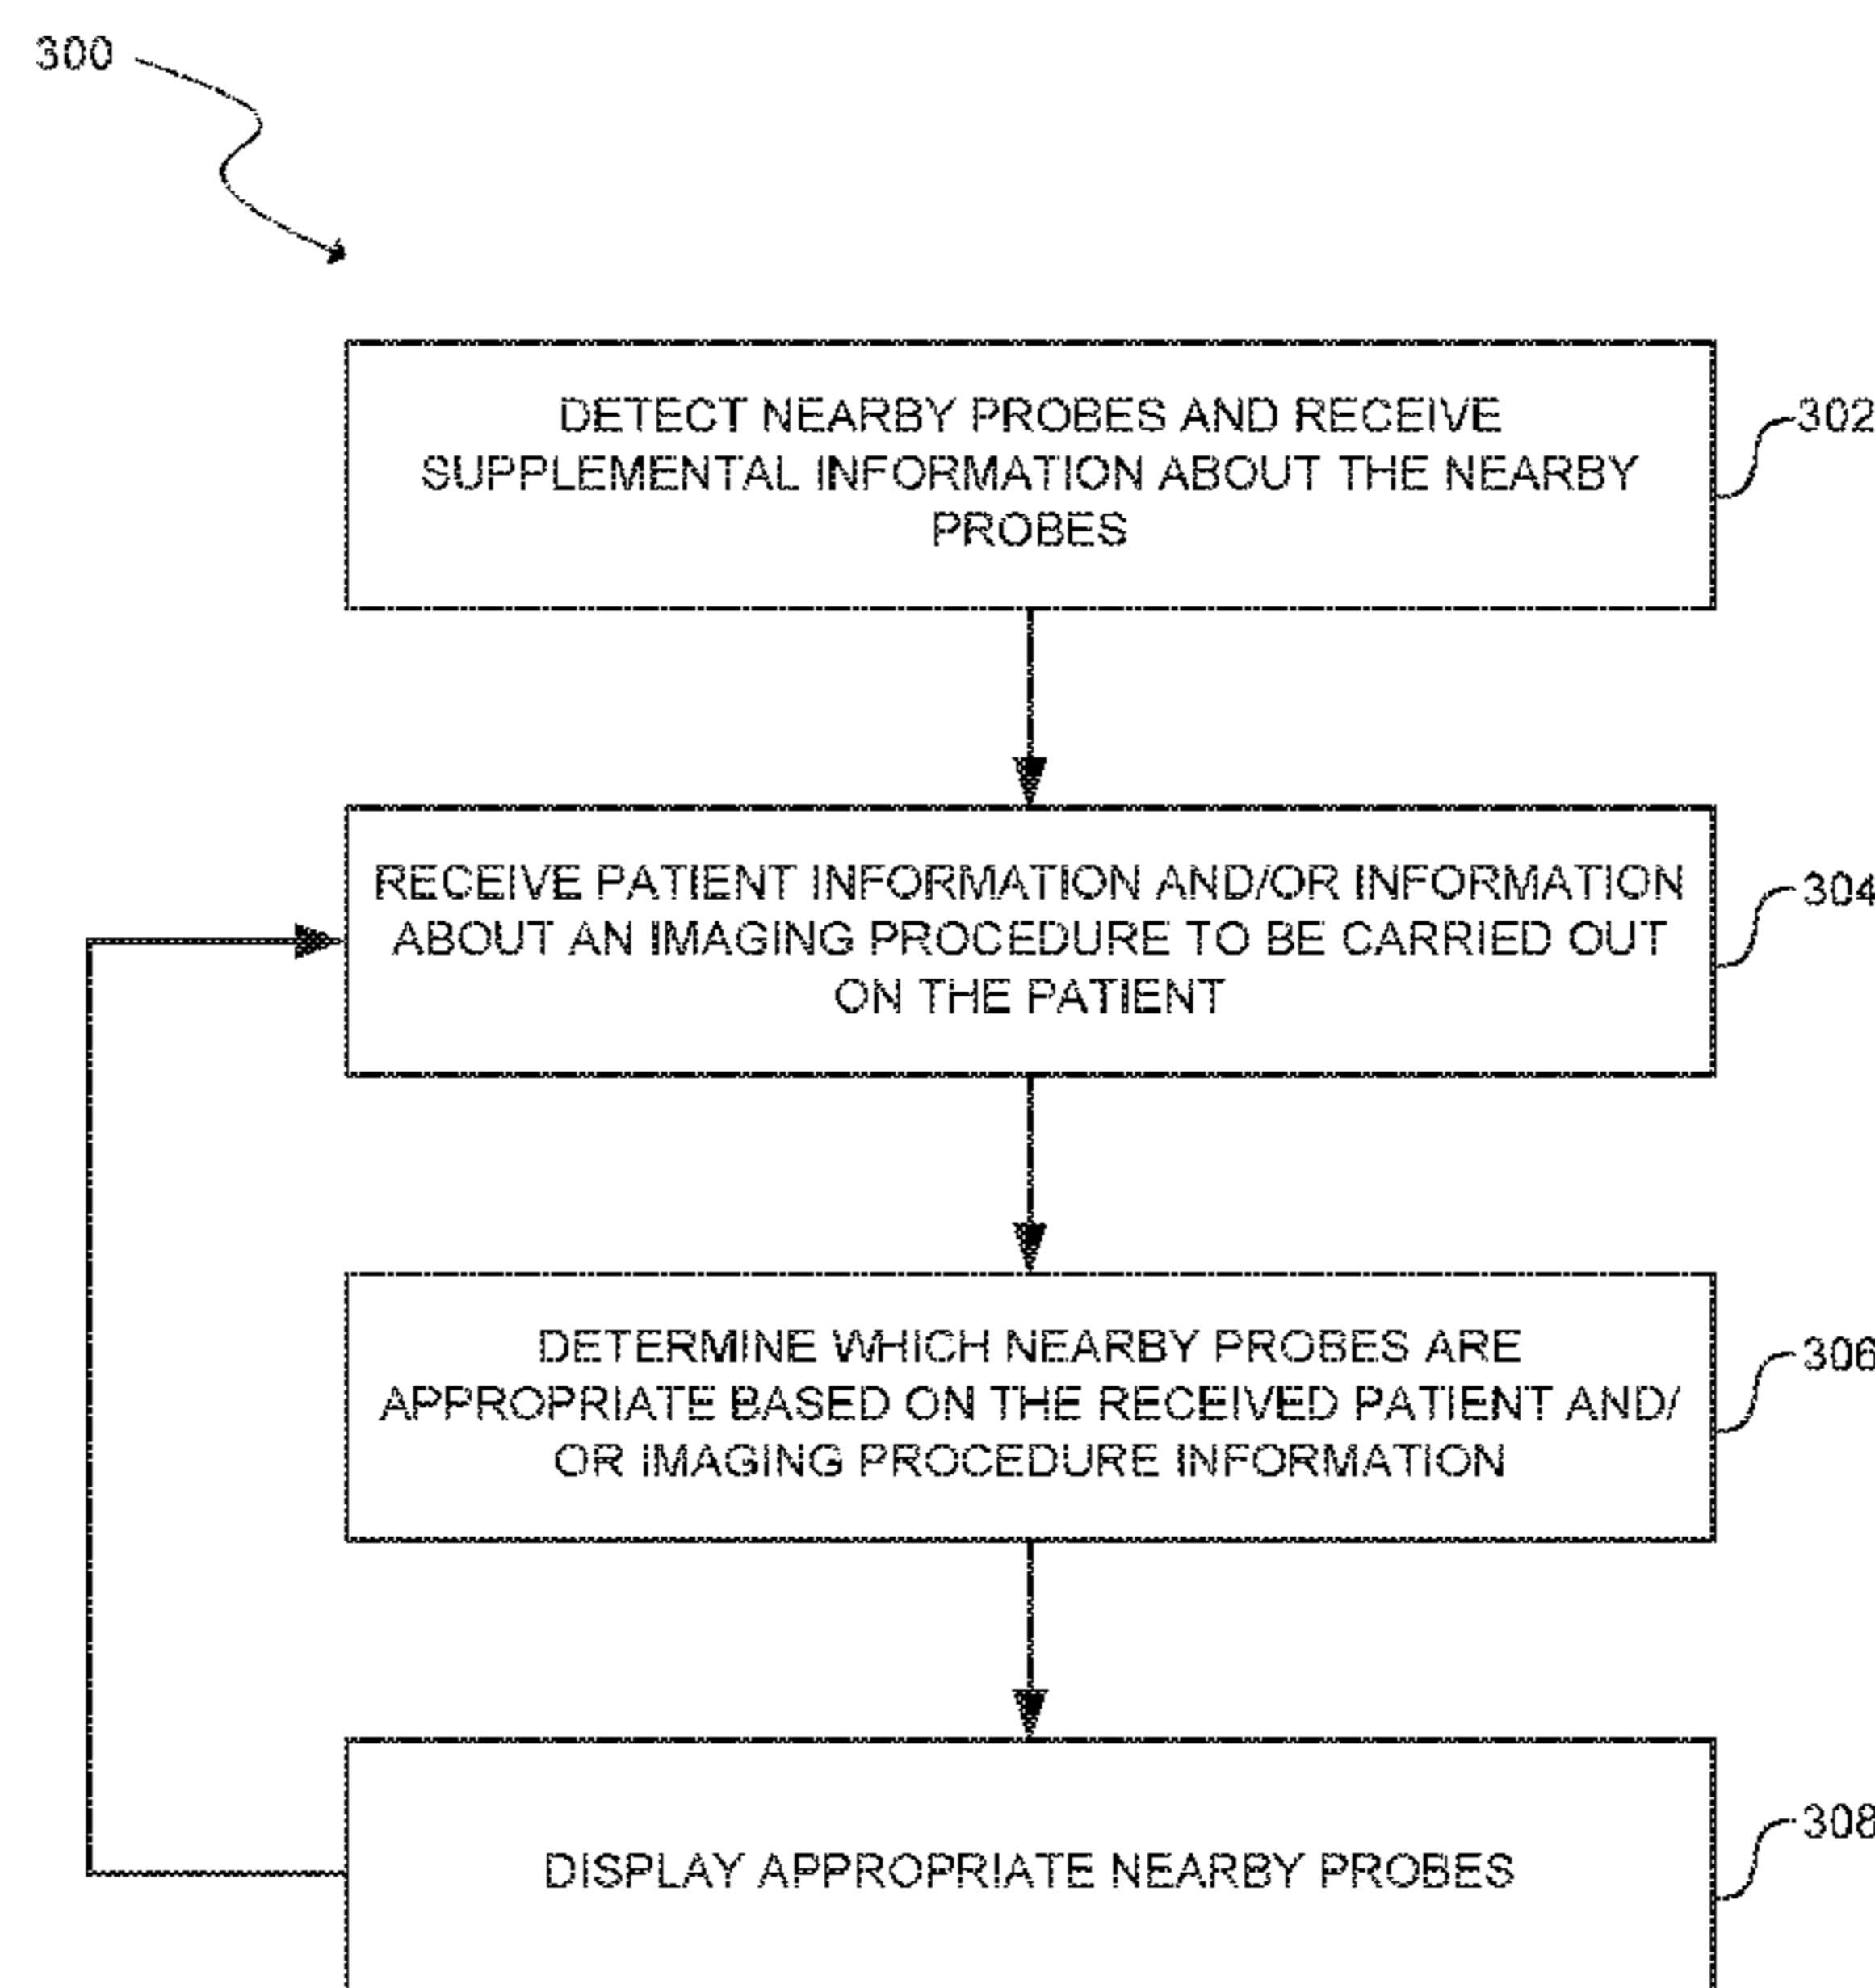 300
DETECT NEARBY PROBES AND RECEIVE
SUPPLEMENTAL INFORMATION ABOUT THE NEARBY
PROBES
302
RECEIVE PATIENT INFORMATION AND/OR INFORMATION
ABOUT AN IMAGING PROCEDURE TO BE CARRIED OUT
ON THE PATIENT
304
DETERMINE WHICH NEARBY PROBES ARE
APPROPRIATE BASED ON THE RECEIVED PATIENT AND/
OR IMAGING PROCEDURE INFORMATION
306
DISPLAY APPROPRIATE NEARBY PROBES
308